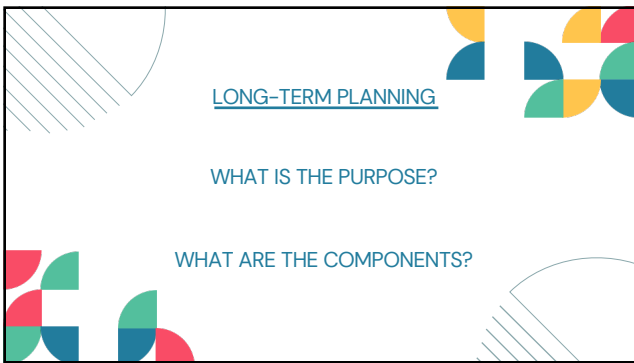 LONG-TERM PLANNING
WHAT IS THE PURPOSE?
WHAT ARE THE COMPONENTS?